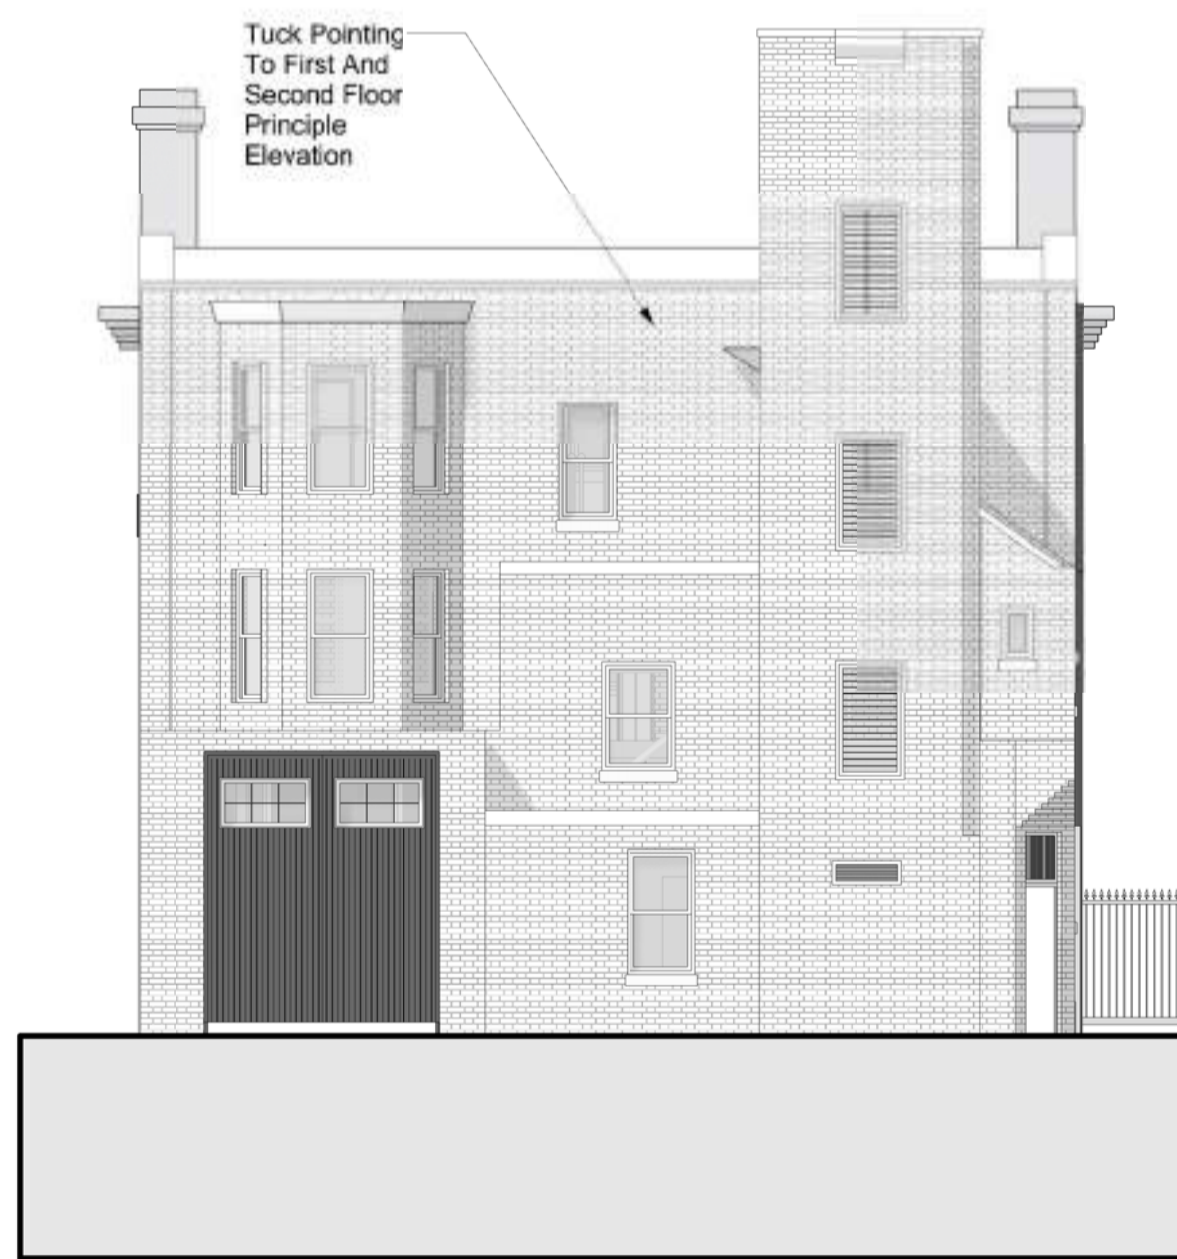 Tuck Pointing
To First And
Second Floor
Principle
Elevation